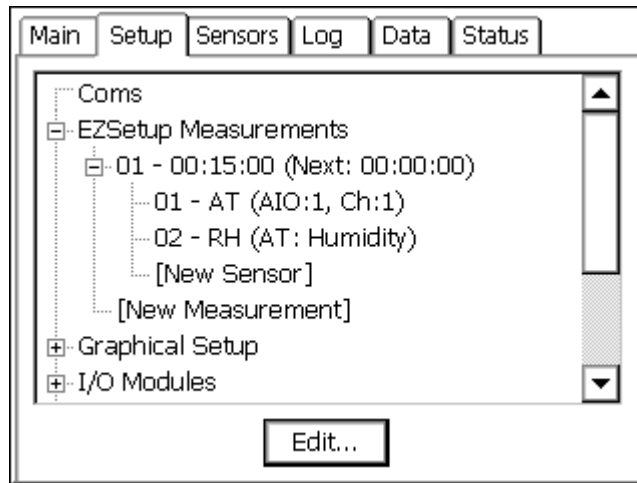 Main Setup Sensors Log Data Status
Coms
EZSetup Measurements
01 - 00:15:00 (Next: 00:00:00)
01 - AT (AIO:1, Ch:1)
02 - RH (AT: Humidity)
[New Sensor]
[New Measurement]
Graphical Setup
I/O Modules
Edit...